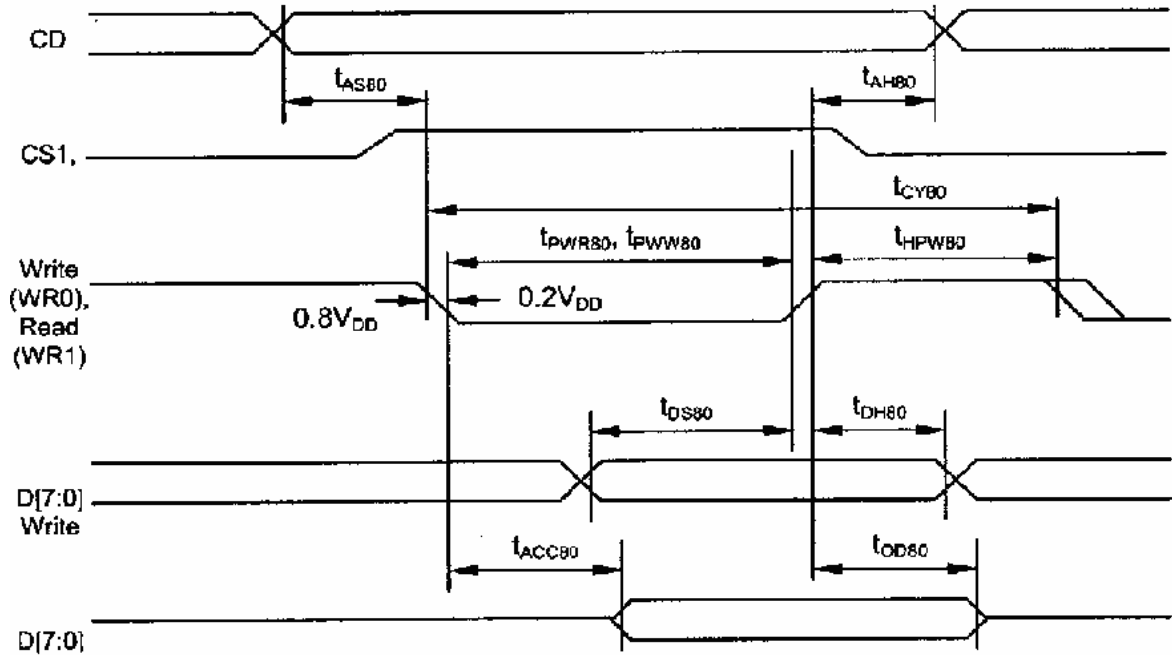 CD
tAS80
tAH80
CS1,
tCY80
tPWR80, tPWW80
tHPW80
Write
(WR0),
Read
(WR1)
0.8VDD
0.2VDD
tDS80
tDH80
D[7:0]
Write
tACC80
tOD80
D[7:0]